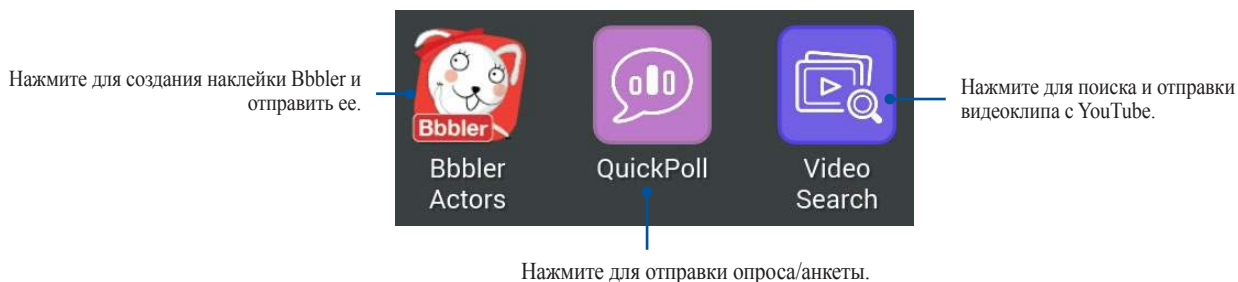 Нажмите для создания наклейки Bbbler и
отправить ее.
Bbbler
Bbbler
Actors
QuickPoll
Video
Search
Нажмите для поиска и отправки
видеоклипа с YouTube.
Нажмите для отправки опроса/анкеты.